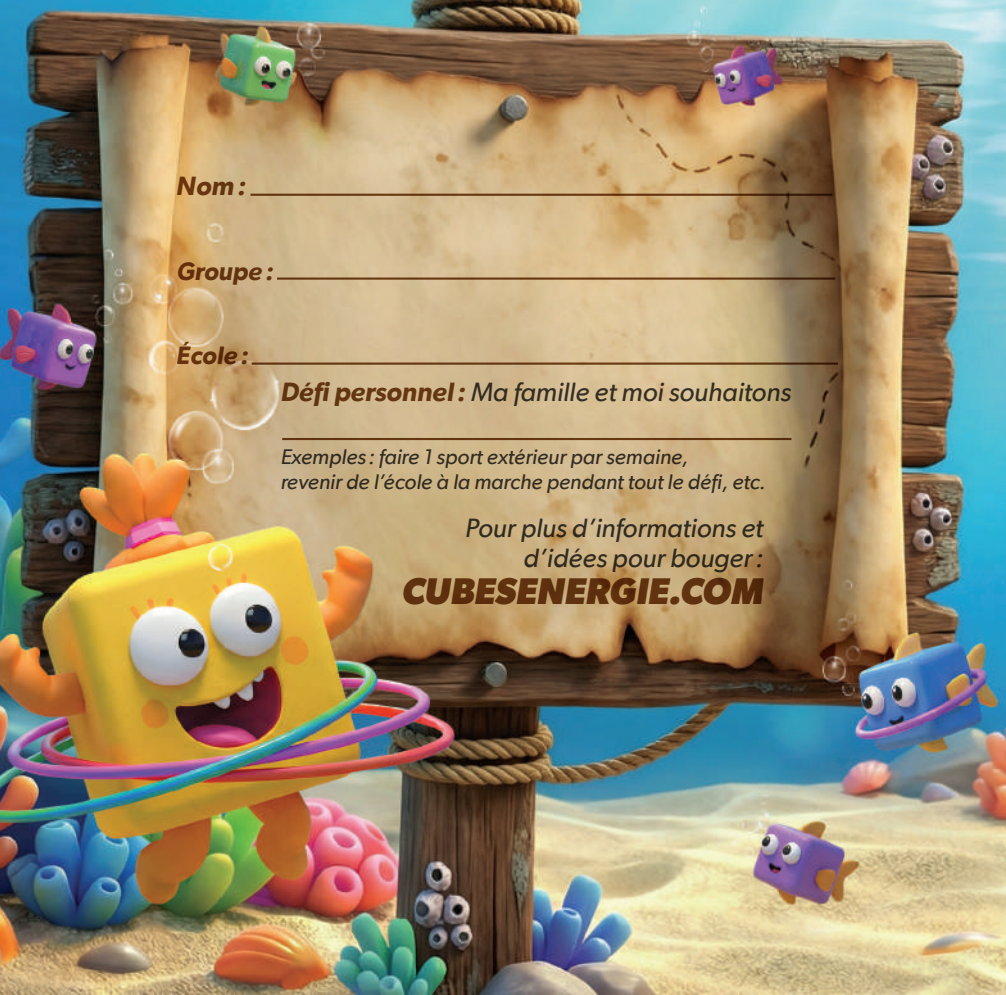 Nom :
Groupe :
École :
Défi personnel : Ma famille et moi souhaitons
Exemples : faire 1 sport extérieur par semaine,
revenir de l’école à la marche pendant tout le défi, etc.
Pour plus d’informations et
d’idées pour bouger :
CUBESENERGIE.COM